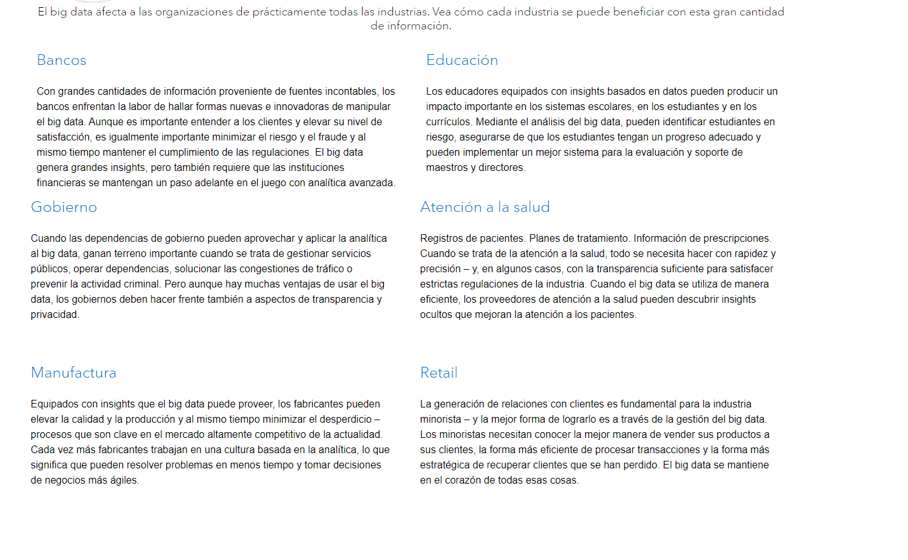 El big data afecta a las organizaciones de prácticamente todas las industrias. Vea cómo cada industria se puede beneficiar con esta gran cantidad
de información.
Bancos
Con grandes cantidades de información proveniente de fuentes incontables, los
bancos enfrentan la labor de hallar formas nuevas e innovadoras de manipular
el big data. Aunque es importante entender a los clientes y elevar su nivel de
satisfacción, es igualmente importante minimizar el riesgo y el fraude y al
mismo tiempo mantener el cumplimiento de las regulaciones. El big data
genera grandes insights, pero también requiere que las instituciones
financieras se mantengan un paso adelante en el juego con analítica avanzada.
Educación
Los educadores equipados con insights basados en datos pueden producir un
impacto importante en los sistemas escolares, en los estudiantes y en los
currículos. Mediante el análisis del big data, pueden identificar estudiantes en
riesgo, asegurarse de que los estudiantes tengan un progreso adecuado y
pueden implementar un mejor sistema para la evaluación y soporte de
maestros y directores.
Gobierno
Cuando las dependencias de gobierno pueden aprovechar y aplicar la analítica
al big data, ganan terreno importante cuando se trata de gestionar servicios
públicos, operar dependencias, solucionar las congestiones de tráfico o
prevenir la actividad criminal. Pero aunque hay muchas ventajas de usar el big
data, los gobiernos deben hacer frente también a aspectos de transparencia y
privacidad.
Atención a la salud
Registros de pacientes. Planes de tratamiento. Información de prescripciones.
Cuando se trata de la atención a la salud, todo se necesita hacer con rapidez y
precisión – y, en algunos casos, con la transparencia suficiente para satisfacer
estrictas regulaciones de la industria. Cuando el big data se utiliza de manera
eficiente, los proveedores de atención a la salud pueden descubrir insights
ocultos que mejoran la atención a los pacientes.
Manufactura
Equipados con insights que el big data puede proveer, los fabricantes pueden
elevar la calidad y la producción y al mismo tiempo minimizar el desperdicio –
procesos que son clave en el mercado altamente competitivo de la actualidad.
Cada vez más fabricantes trabajan en una cultura basada en la analítica, lo que
significa que pueden resolver problemas en menos tiempo y tomar decisiones
de negocios más ágiles.
Retail
La generación de relaciones con clientes es fundamental para la industria
minorista – y la mejor forma de lograrlo es a través de la gestión del big data.
Los minoristas necesitan conocer la mejor manera de vender sus productos a
sus clientes, la forma más eficiente de procesar transacciones y la forma más
estratégica de recuperar clientes que se han perdido. El big data se mantiene
en el corazón de todas esas cosas.